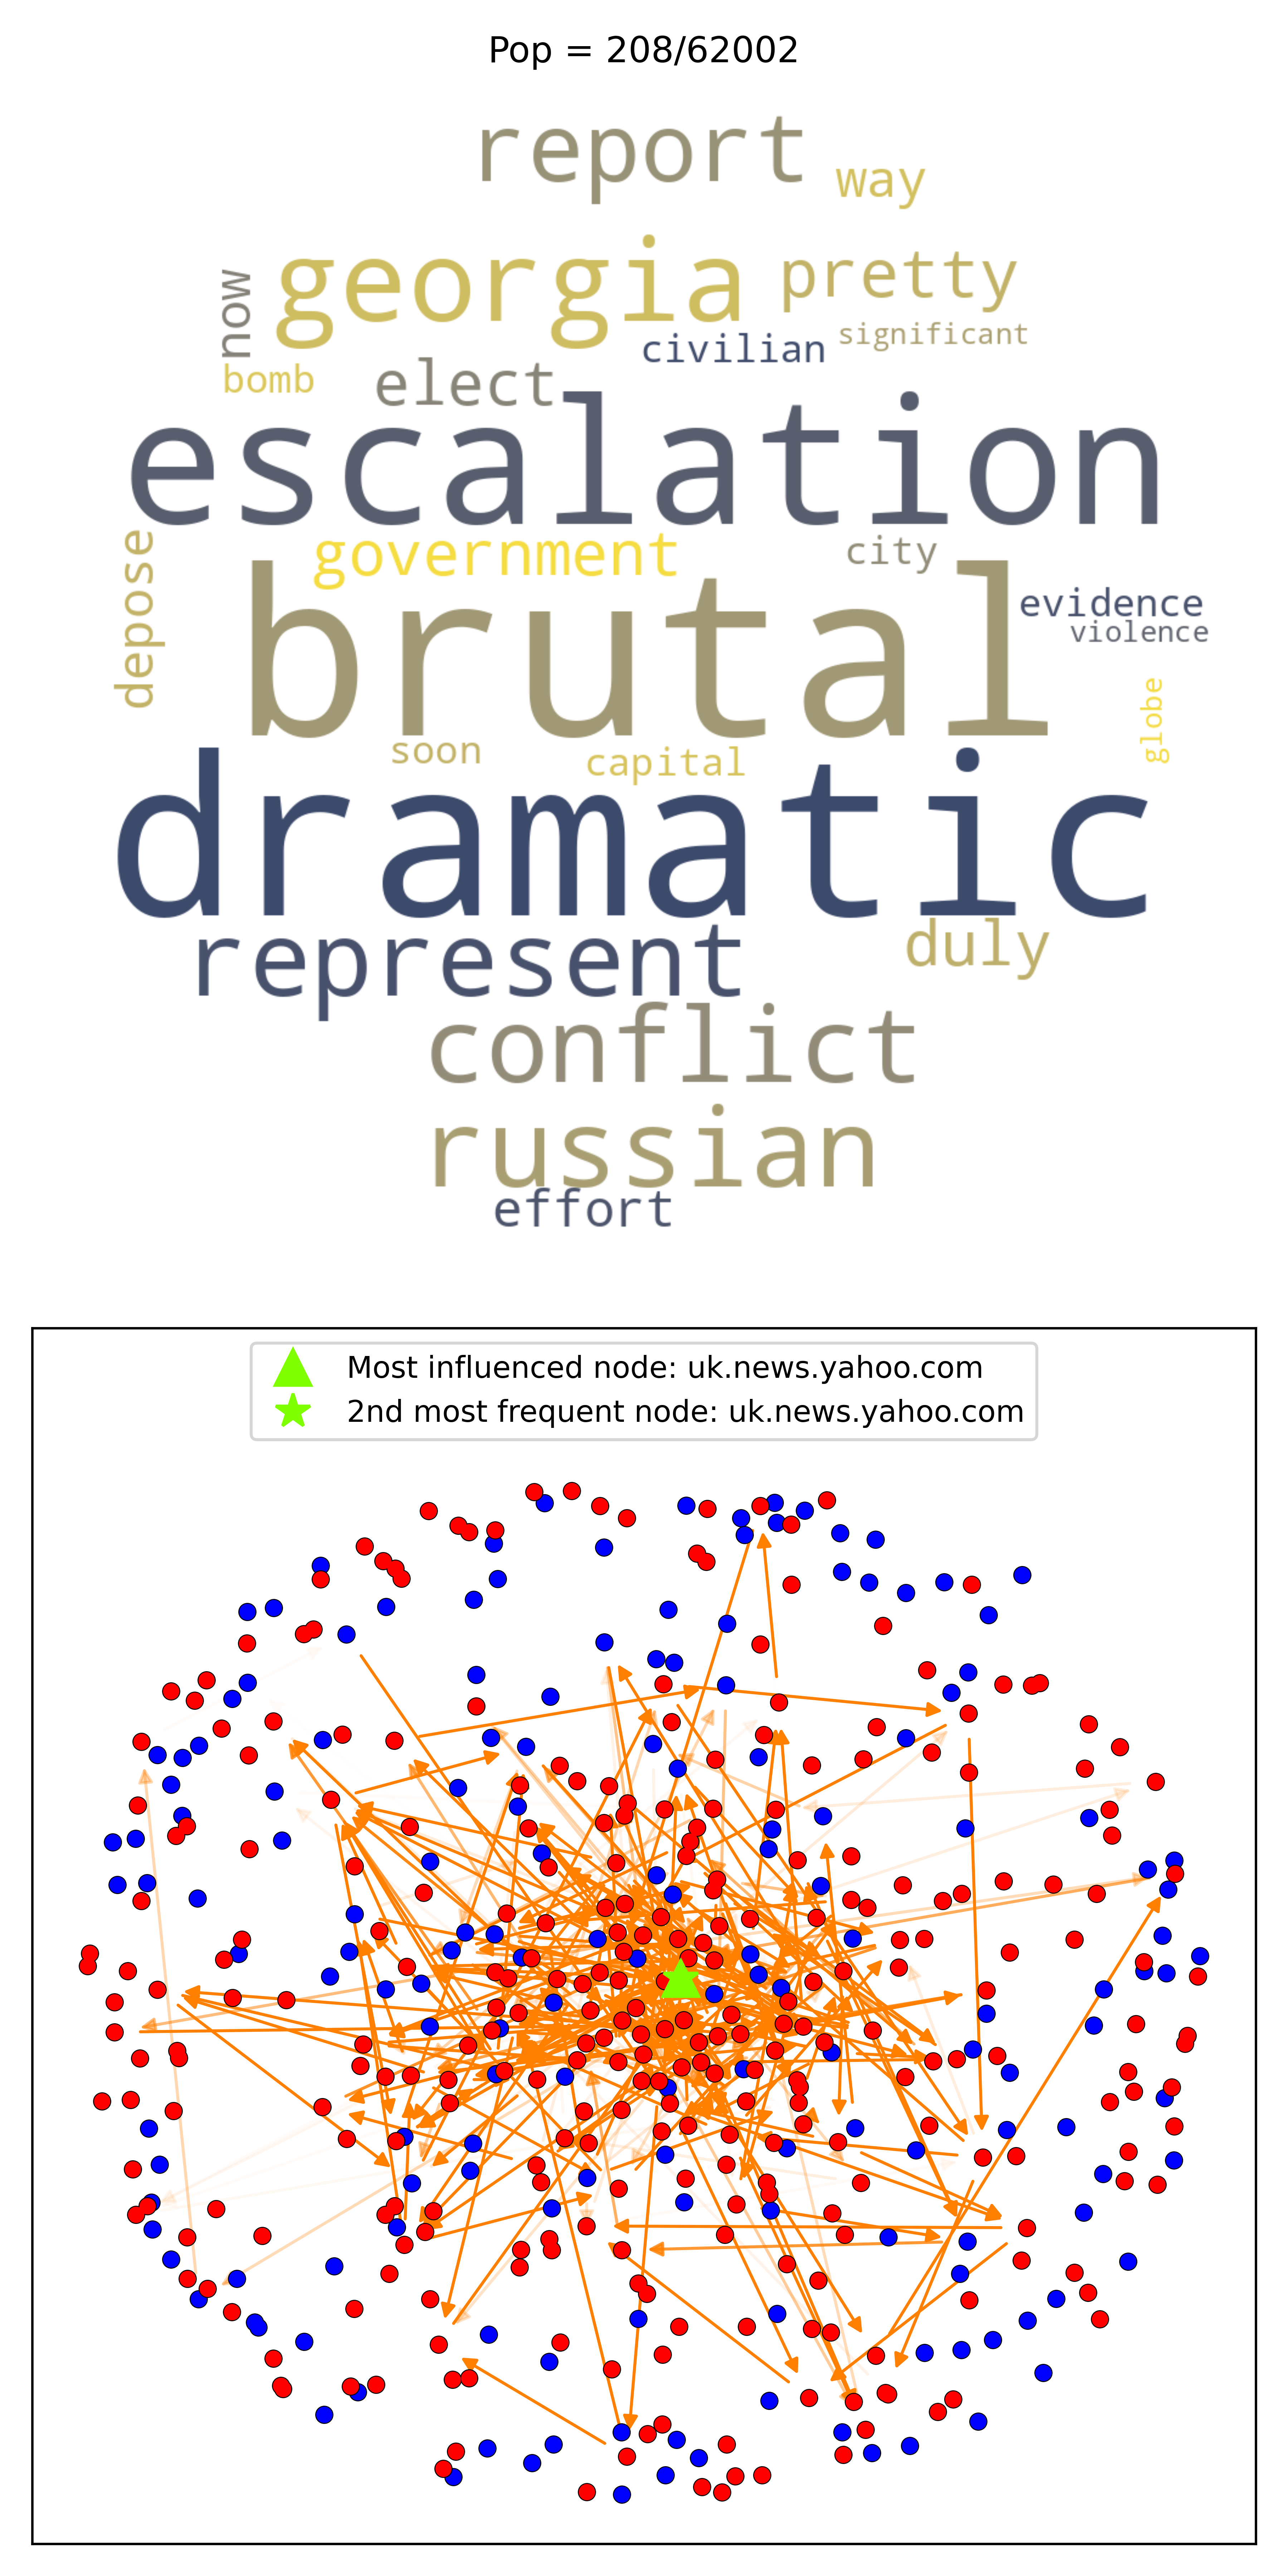 Pop = 208/62002
report
way
georgia
pretty
now
civilian
significant
bomb
elect
escalation
government
city
depose
brutal
evidence
violence
globe
soon
capital
dramatic
represent
duly
conflict
russian
effort
Most influenced node: uk.news.yahoo.com
2nd most frequent node: uk.news.yahoo.com